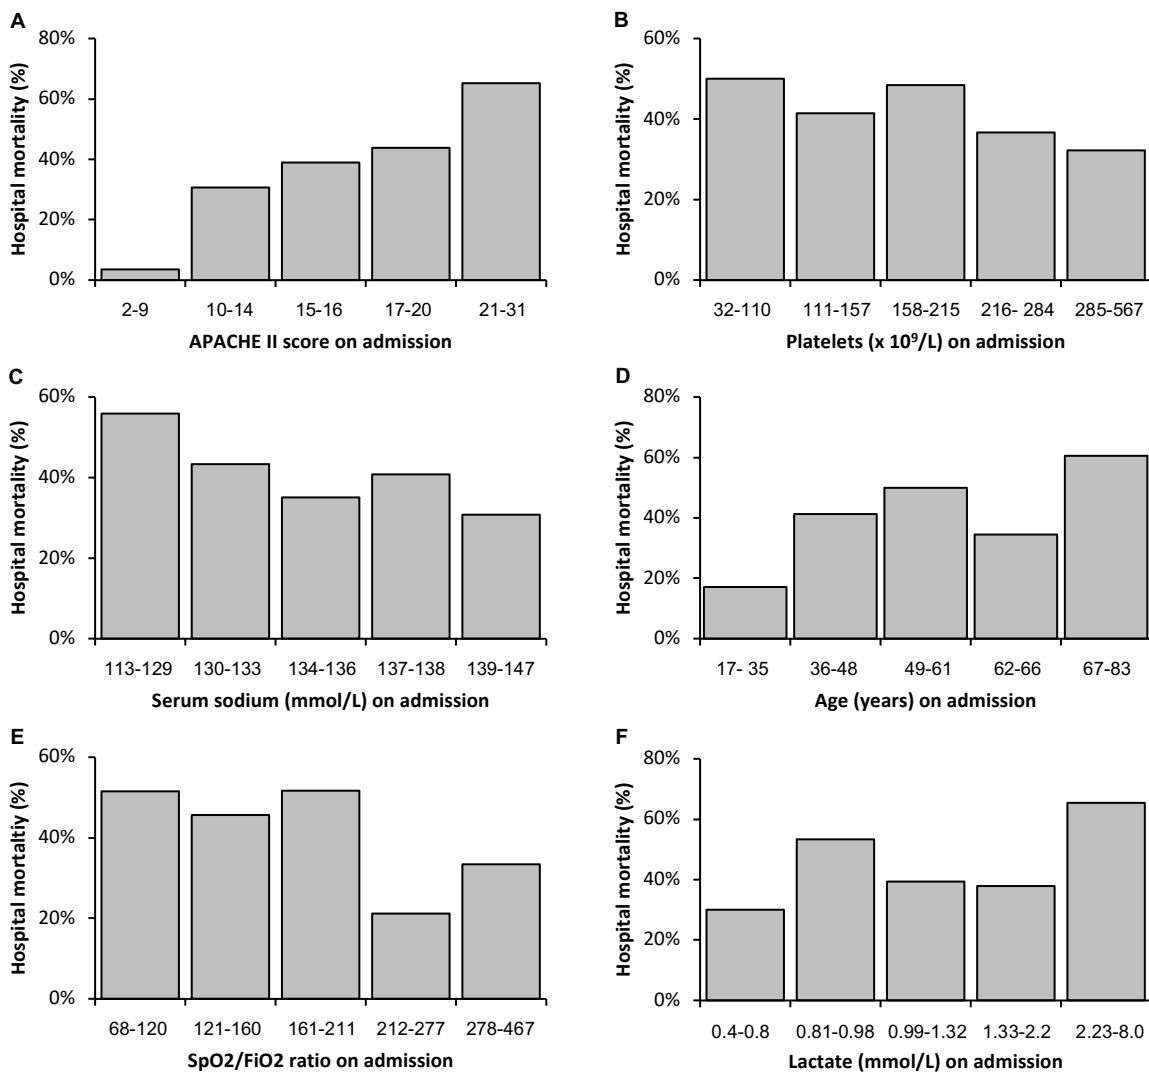 A
Hospital mortality (%)
80%
60%
40%
20%
0%
2-9 10-14 15-16 17-20 21-31
APACHE II score on admission
B
Hospital mortality (%)
60%
40%
20%
0%
32-110 111-157 158-215 216- 284 285-567
Platelets (x 10⁹/L) on admission
C
Hospital mortality (%)
60%
40%
20%
0%
113-129 130-133 134-136 137-138 139-147
Serum sodium (mmol/L) on admission
D
Hospital mortality (%)
80%
60%
40%
20%
0%
17- 35 36-48 49-61 62-66 67-83
Age (years) on admission
E
Hospital mortaltiy (%)
60%
40%
20%
0%
68-120 121-160 161-211 212-277 278-467
SpO2/FiO2 ratio on admission
F
Hospital mortality (%)
80%
60%
40%
20%
0%
0.4-0.8 0.81-0.98 0.99-1.32 1.33-2.2 2.23-8.0
Lactate (mmol/L) on admission